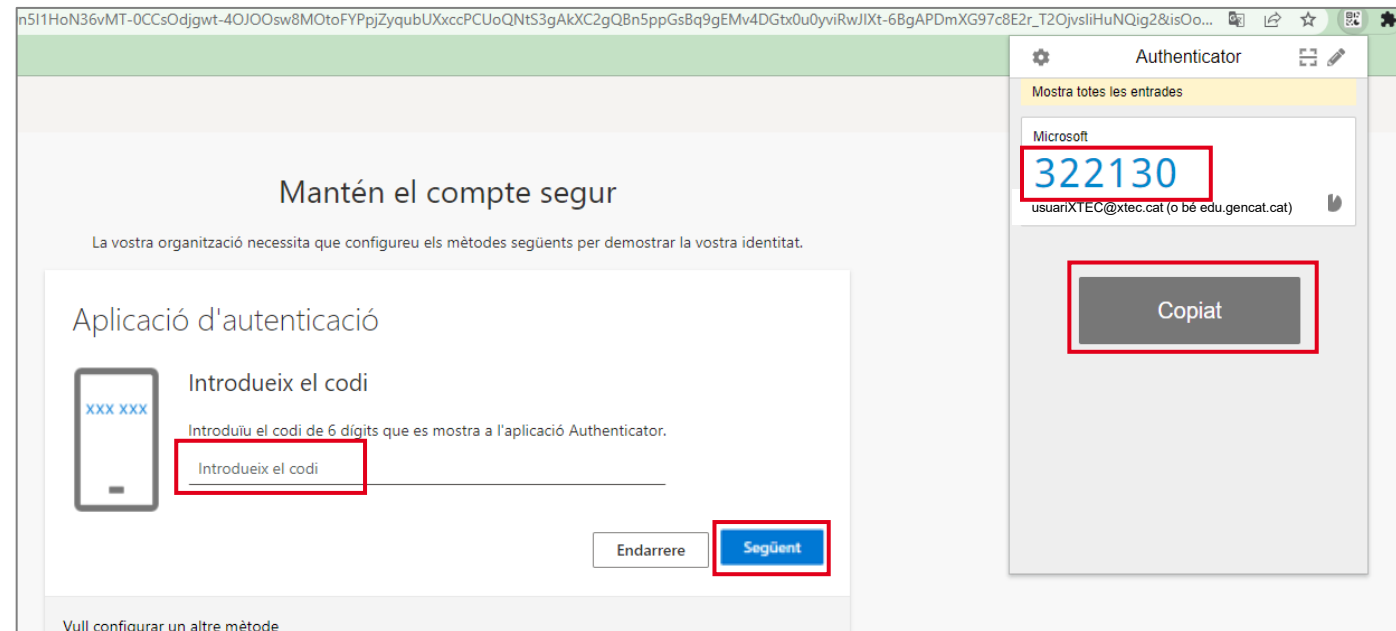 n5I1HoN36vMT-0CCsOdjgwt-4OJOOsw8MOtoFYPpjZyqubUXxccPCUoQNtS3gAkXC2gQBn5ppGsBq9gEMv4DGtx0u0yviRwJIXt-6BgAPDmXG97c8E2r_T2OjvsliHuNQig2&isOo...
Mantén el compte segur
La vostra organització necessita que configureu els mètodes següents per demostrar la vostra identitat.
Aplicació d'autenticació
xxx xxx
Introdueix el codi
Introduïu el codi de 6 dígits que es mostra a l'aplicació Authenticator.
Introdueix el codi
Endarrere
Següent
Vull configurar un altre mètode
Authenticator
Mostra totes les entrades
Microsoft
322130
usuariXTEC@xtec.cat (o bé edu.gencat.cat)
Copiat